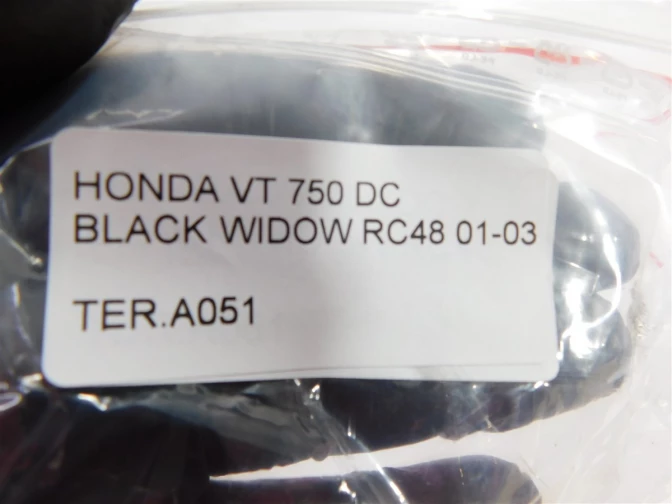 HONDA VT 750 DC
BLACK WIDOW RC48 01-03
TER.A051